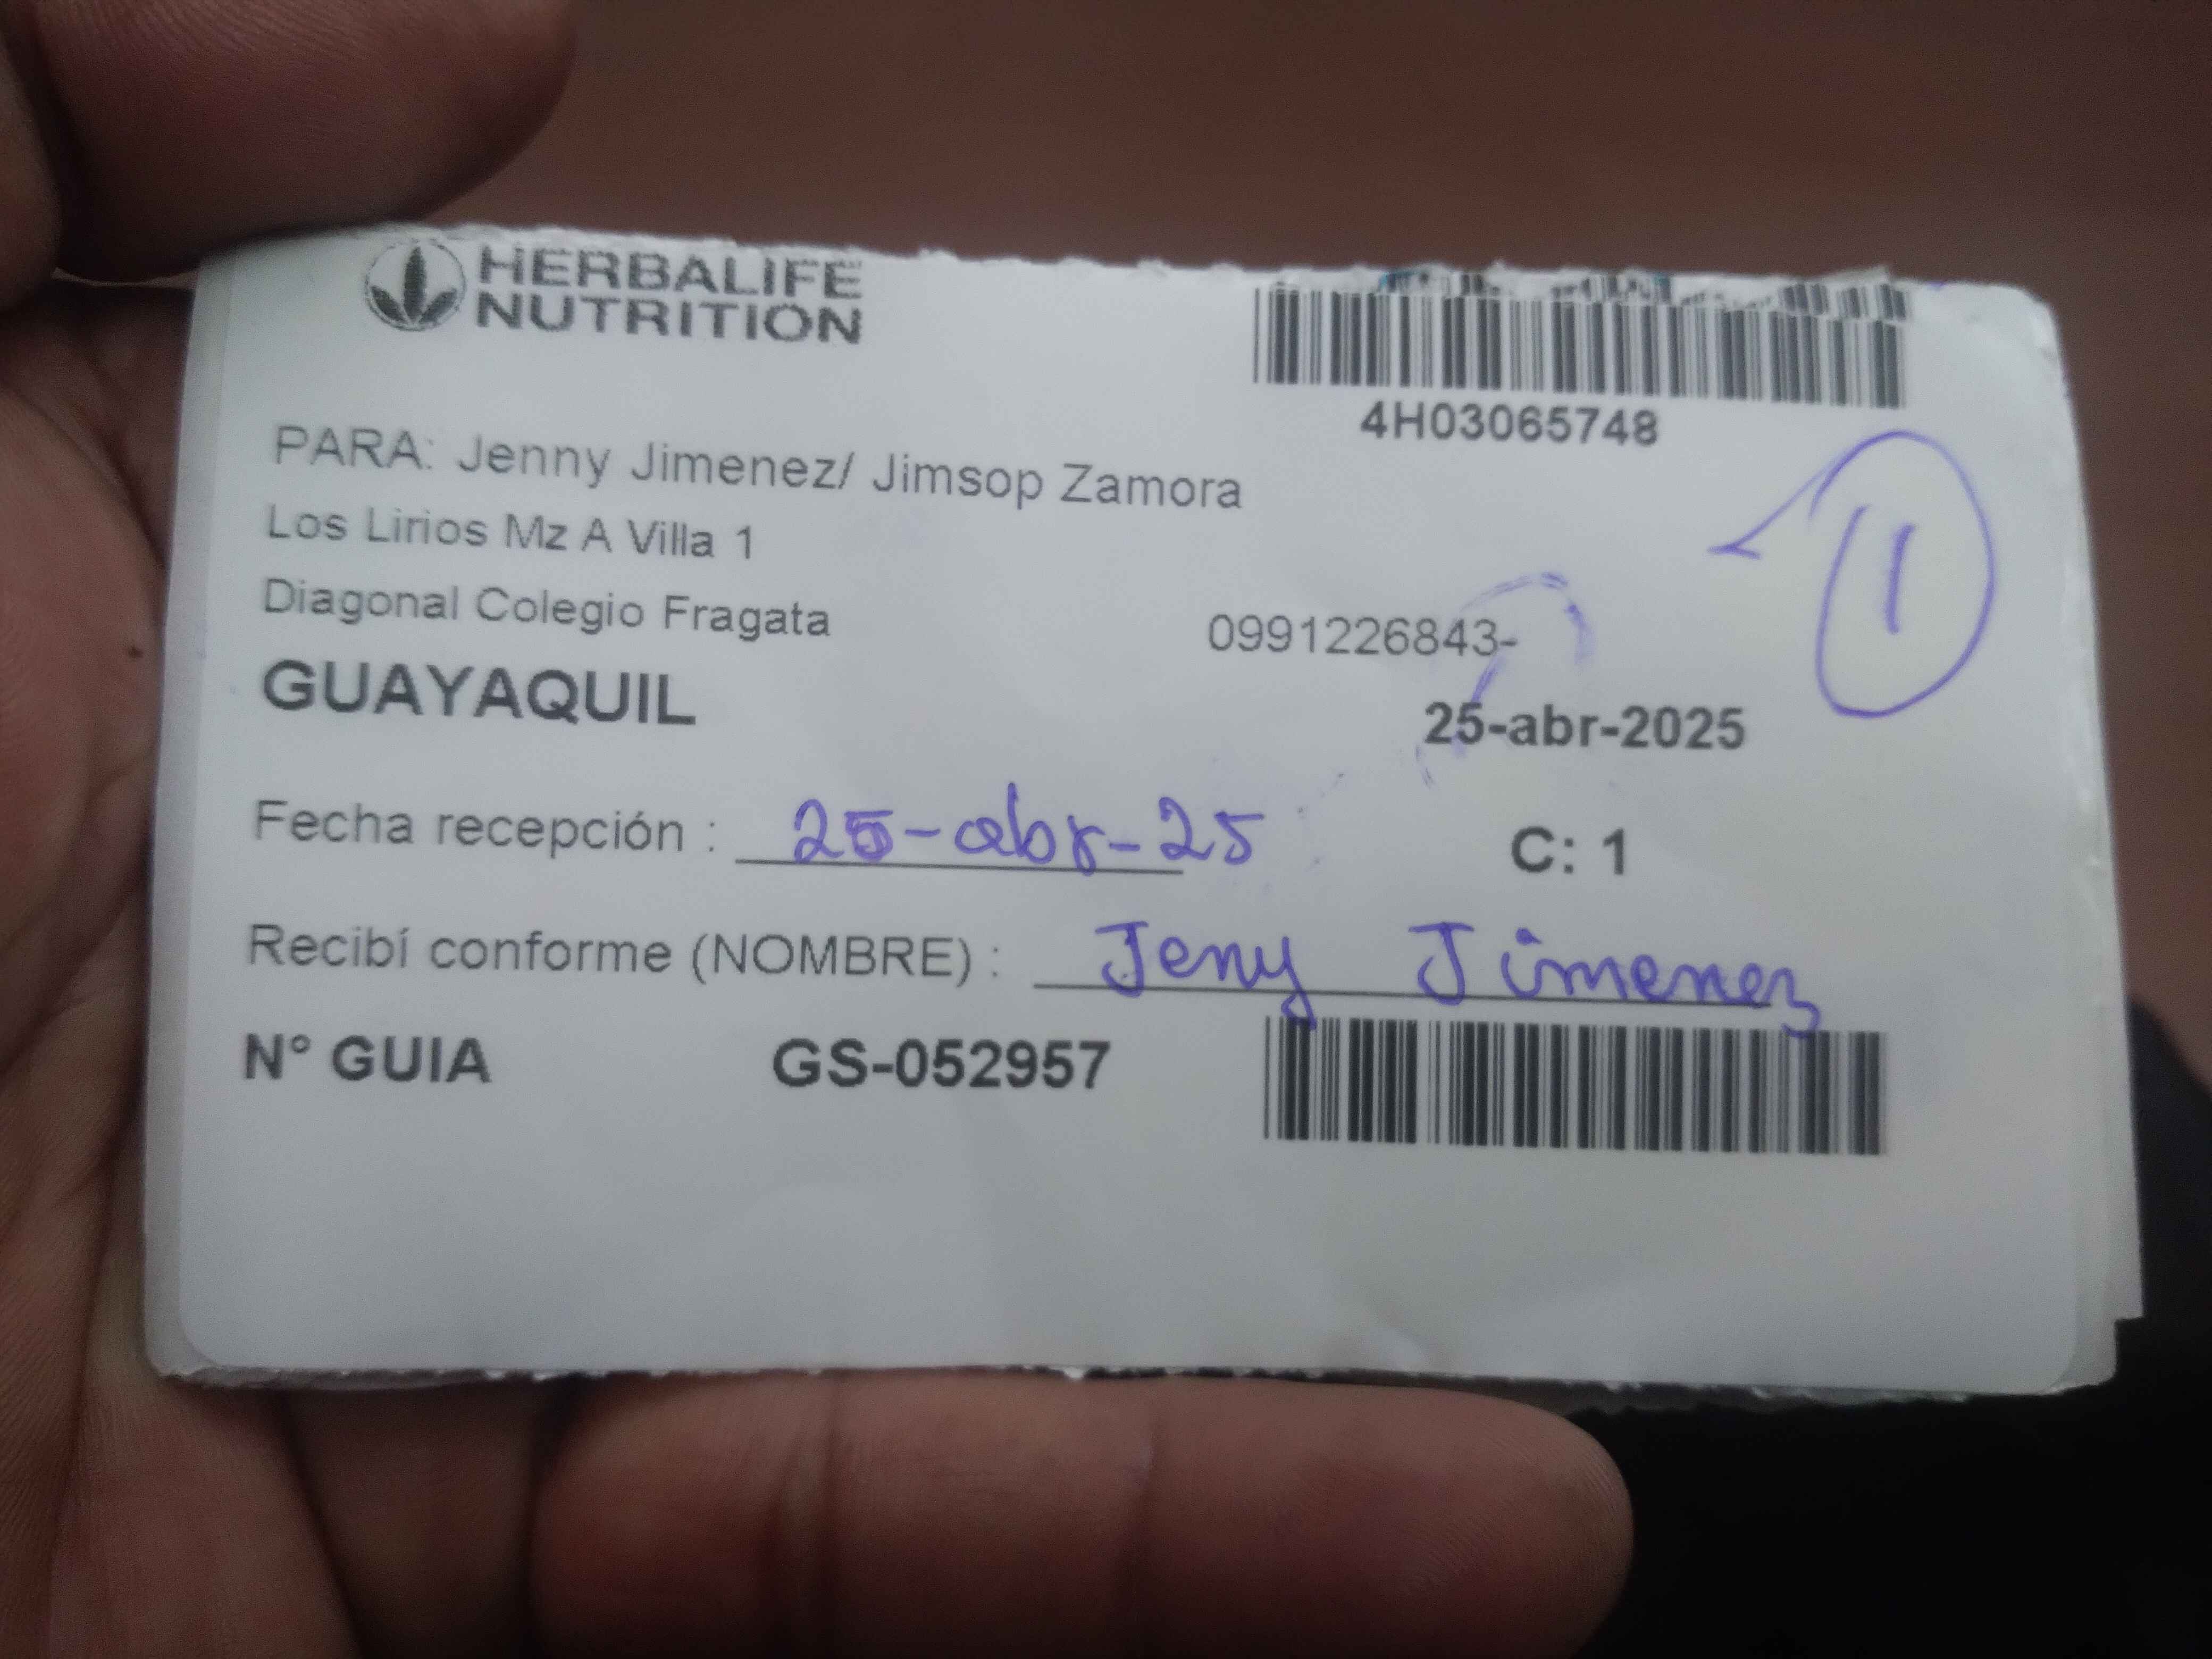 HERBALIFE
NUTRITION
4H03065748
PARA: Jenny Jimenez/ Jimsop Zamora
Los Lirios Mz A Villa 1
Diagonal Colegio Fragata 0991226843-
GUAYAQUIL 25-abr-2025
1
Fecha recepción : 25-abr-25 C: 1
Recibí conforme (NOMBRE) : Jeny Jimenez
N° GUIA GS-052957